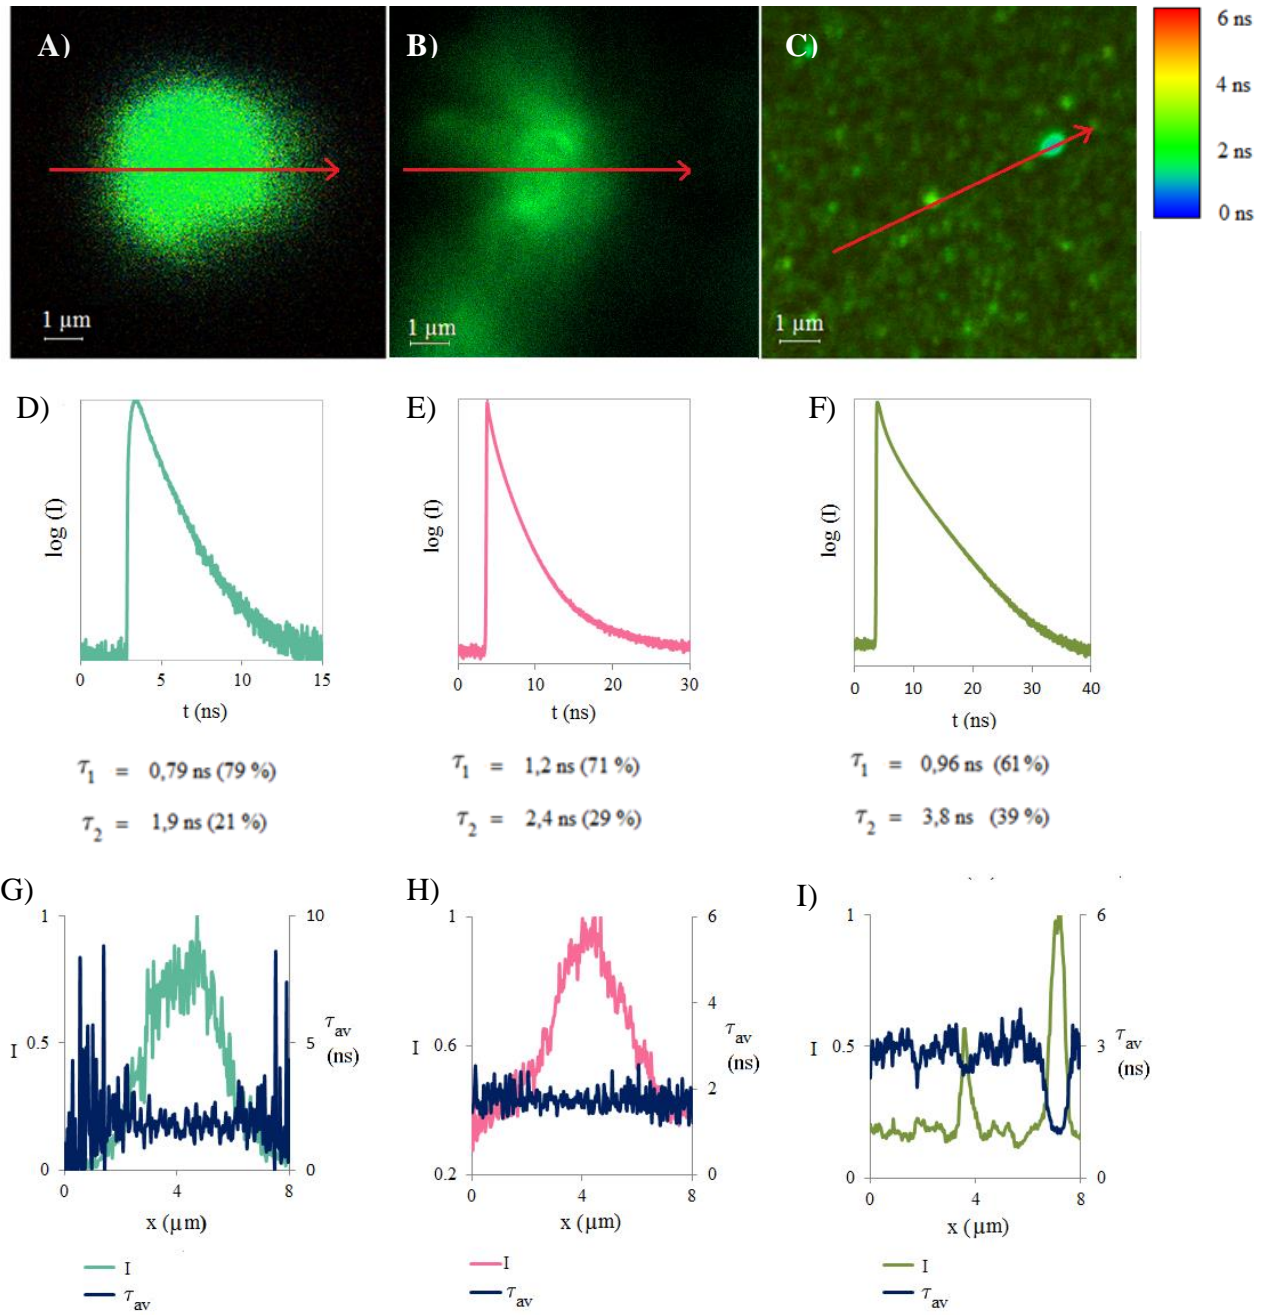 A) B) C) 6 ns
4 ns
2 ns
0 ns
1 µm 1 µm 1 µm
D) E) F)
log (I) log (I) log (I)
0 5 10 15 0 10 20 30 0 10 20 30 40
t (ns) t (ns) t (ns)
τ1 = 0,79 ns (79 %) τ1 = 1,2 ns (71 %) τ1 = 0,96 ns (61%)
τ2 = 1,9 ns (21 %) τ2 = 2,4 ns (29 %) τ2 = 3,8 ns (39 %)
G) H) I)
1 10 1 6 1 6
4
I 0.5 5 τav (ns) I 0.6 τav (ns) I 0.5 3 τav (ns)
2
0 0 0.2 0 0 0
0 4 8 0 4 8 0 4 8
x (µm) x (µm) x (µm)
I I I
τav τav τav